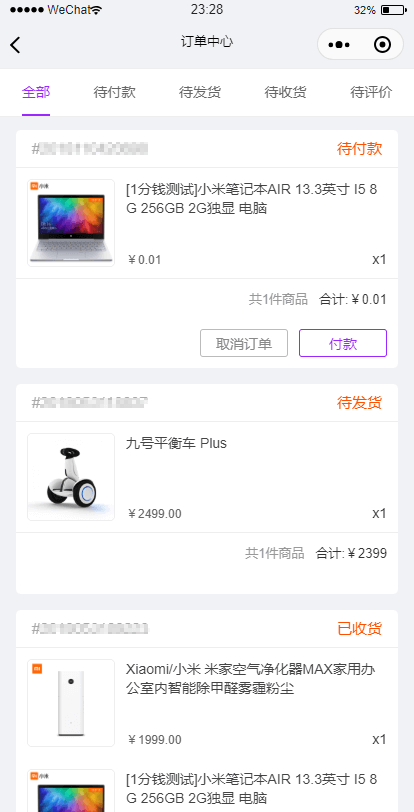 WeChat
23:28
32%
订单中心
全部
待付款
待发货
待收货
待评价
待付款
[1分钱测试]小米笔记本AIR 13.3英寸 I5 8
G 256GB 2G独显 电脑
¥0.01
x1
共1件商品 合计:¥0.01
取消订单
付款
待发货
九号平衡车 Plus
¥2499.00
x1
共1件商品 合计:¥2399
已收货
Xiaomi/小米 米家空气净化器MAX家用办
公室内智能除甲醛雾霾粉尘
¥1999.00
x1
[1分钱测试]小米笔记本AIR 13.3英寸 I5 8
G 256GB 2G独显 电脑